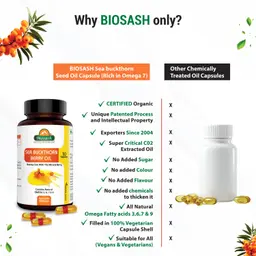 Why BIOSASH only?
BIOSASH Sea buckthorn
Seed Oil Capsule (Rich in Omega 7)
Other Chemically
Treated Oil Capsules
✓ CERTIFIED Organic X
✓ Unique Patented Process
and Intellectual Property X
✓ Exporters Since 2004 X
✓ Super Critical C02
Extracted Oil X
✓ No Added Sugar X
✓ No added Colour X
✓ No Added Flavour X
✓ No added chemicals
to thicken it X
✓ All Natural
Omega Fatty acids 3,6,7 & 9 X
✓ Filled in 100% Vegetarian
Capsule Shell X
✓ Suitable for All
(Vegans & Vegetarians) X
SEA BUCKTHORN
BERRY OIL